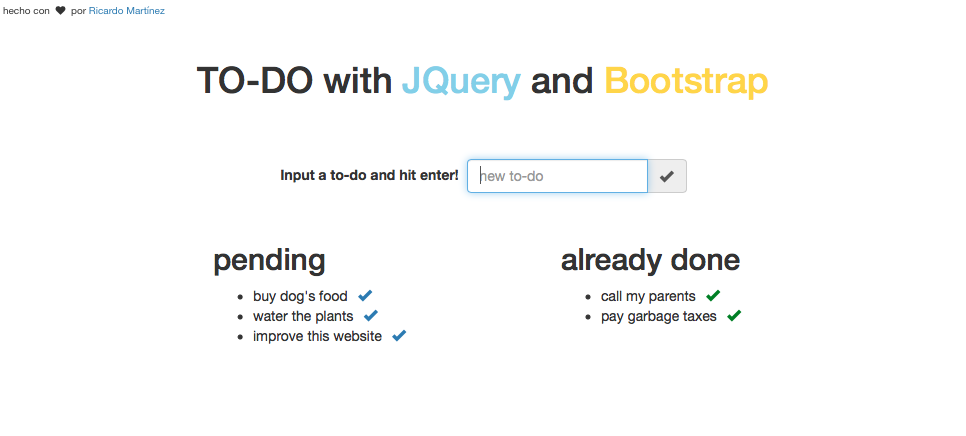 hecho con ♥ por Ricardo Martínez
TO-DO with JQuery and Bootstrap
Input a to-do and hit enter! new to-do
pending
buy dog's food
water the plants
improve this website
already done
call my parents
pay garbage taxes